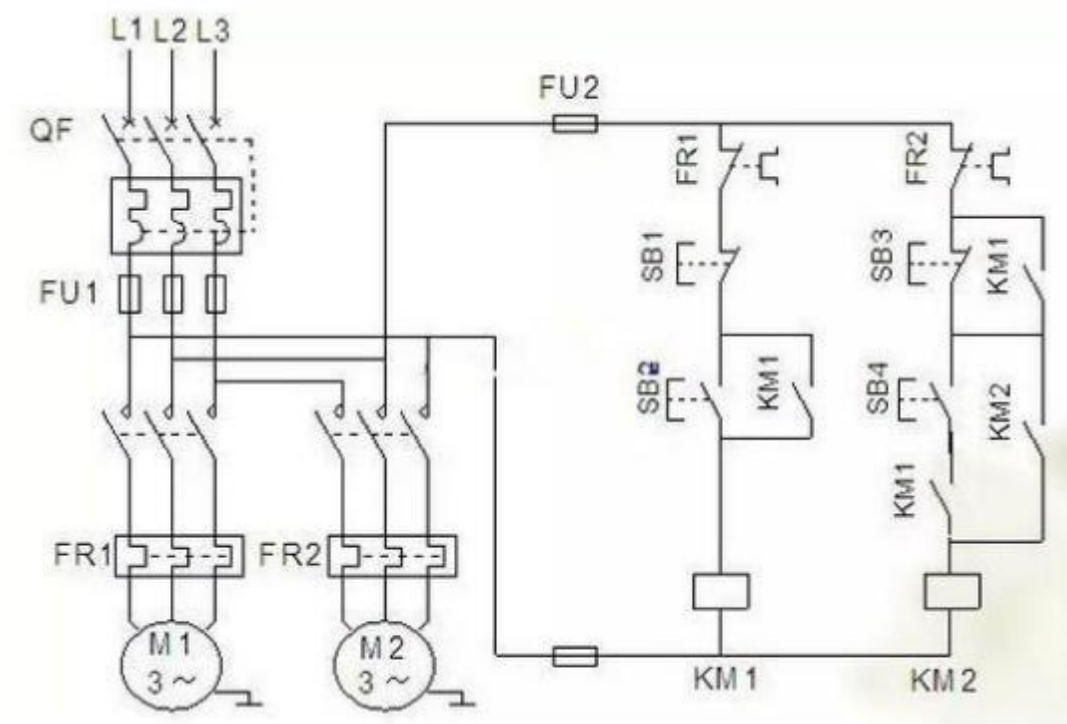 L1 L2 L3
QF
FU2
FR1
FR2
SB1
SB3
KM1
FU1
SB2
KM1
SB4
KM2
KM1
FR1
FR2
M1
3~
M2
3~
KM1
KM2